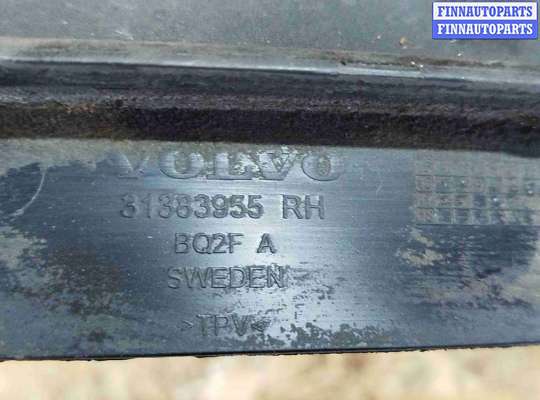 FINNAUTOPARTS
FINNAUTOPARTS
VOLVO
31383955 RH
BQ2F A
SWEDEN
>TPV<